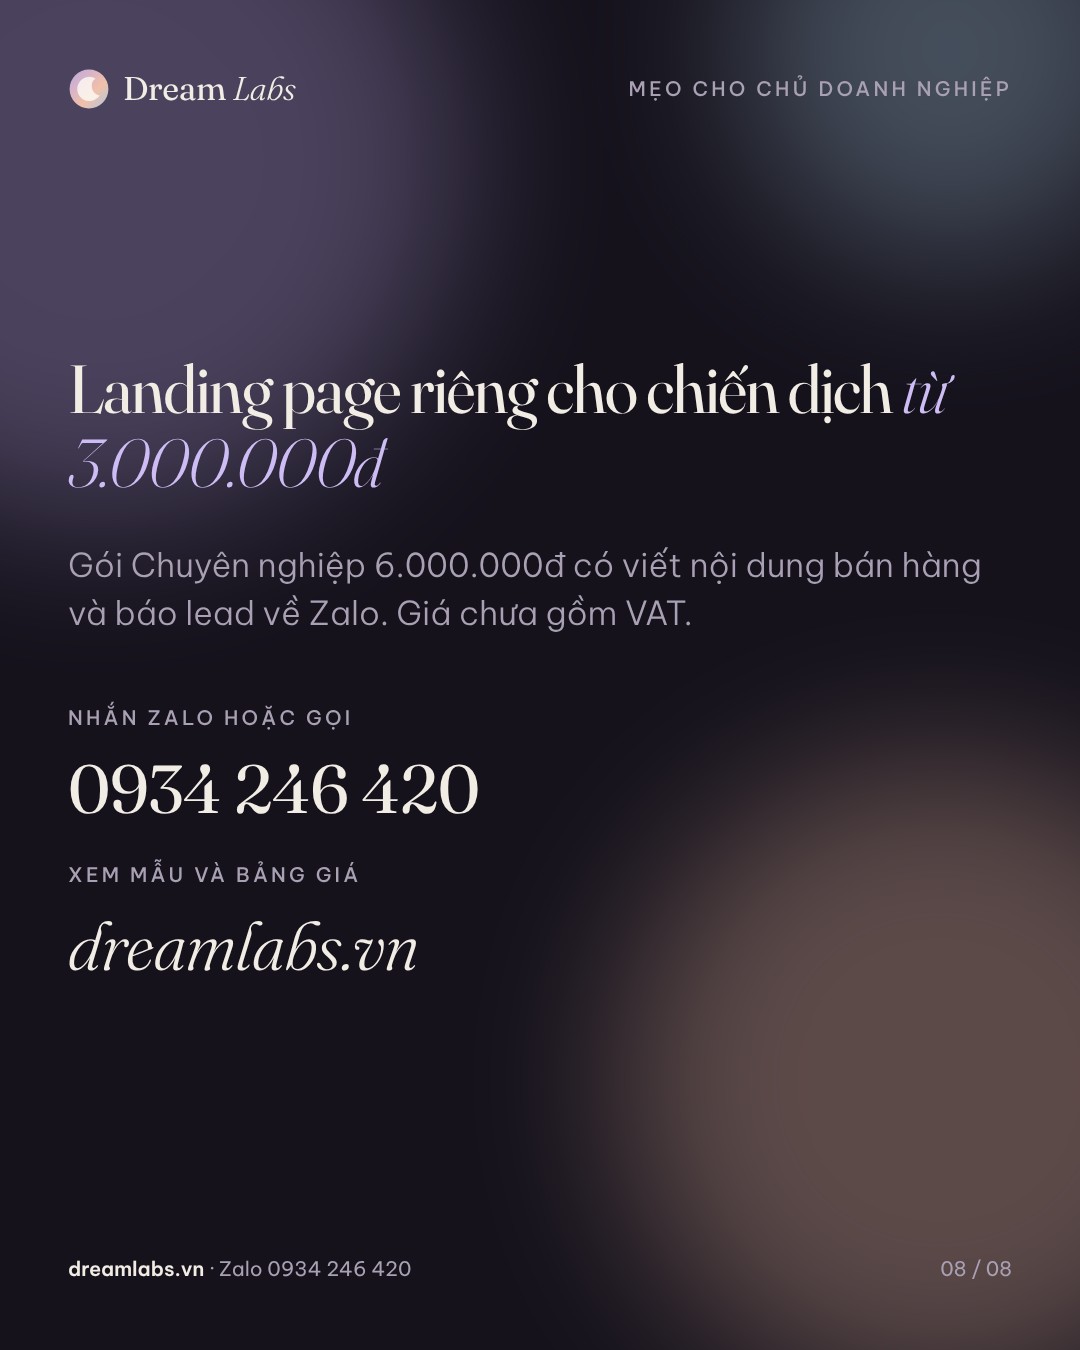 Dream Labs
MẸO CHO CHỦ DOANH NGHIỆP
Landing page riêng cho chiến dịch từ
3.000.000đ
Gói Chuyên nghiệp 6.000.000đ có viết nội dung bán hàng
và báo lead về Zalo. Giá chưa gồm VAT.
NHẮN ZALO HOẶC GỌI
0934 246 420
XEM MẪU VÀ BẢNG GIÁ
dreamlabs.vn
dreamlabs.vn · Zalo 0934 246 420
08 / 08